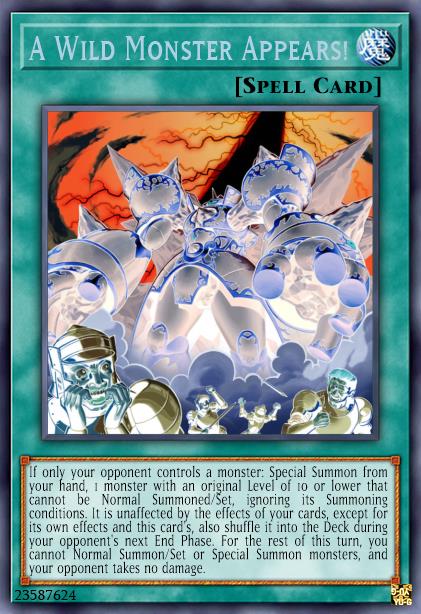 A WILD MONSTER APPEARS! 魔
[SPELL CARD]
If only your opponent controls a monster: Special Summon from
your hand, 1 monster with an original Level of 10 or lower that
cannot be Normal Summoned/Set, ignoring its Summoning
conditions. It is unaffected by the effects of your cards, except for
its own effects and this card's, also shuffle it into the Deck during
your opponent's next End Phase. For the rest of this turn, you
cannot Normal Summon/Set or Special Summon monsters, and
your opponent takes no damage.
23587624